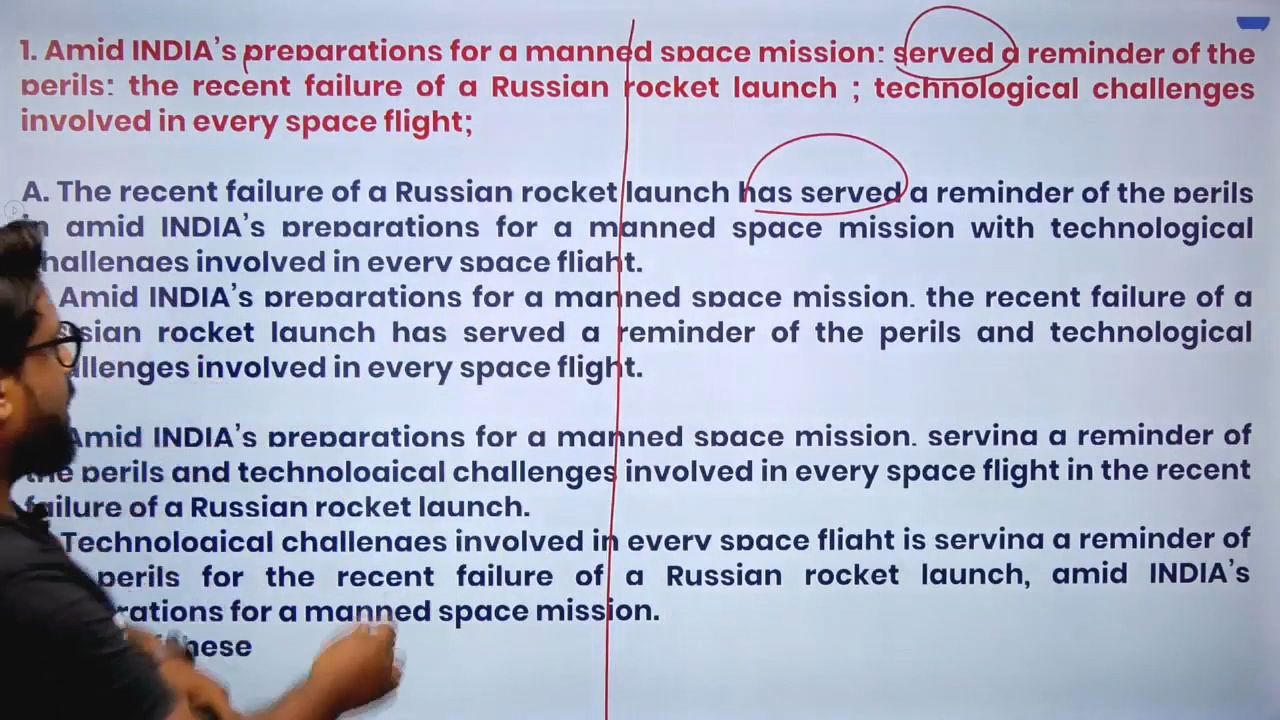 1. Amid INDIA's preparations for a manned space mission: served a reminder of the
perils: the recent failure of a Russian rocket launch ; technological challenges
involved in every space flight;
A. The recent failure of a Russian rocket launch has served a reminder of the perils
in amid INDIA's preparations for a manned space mission with technological
challenges involved in every space flight.
Amid INDIA's preparations for a manned space mission. the recent failure of a
rocket launch has served a reminder of the perils and technological
involved in every space flight.
Amid INDIA's preparations for a manned space mission. serving a reminder of
the perils and technological challenges involved in every space flight in the recent
failure of a Russian rocket launch.
Technological challenges involved in every space flight is serving a reminder of
perils for the recent failure of a Russian rocket launch, amid INDIA's
for a manned space mission.